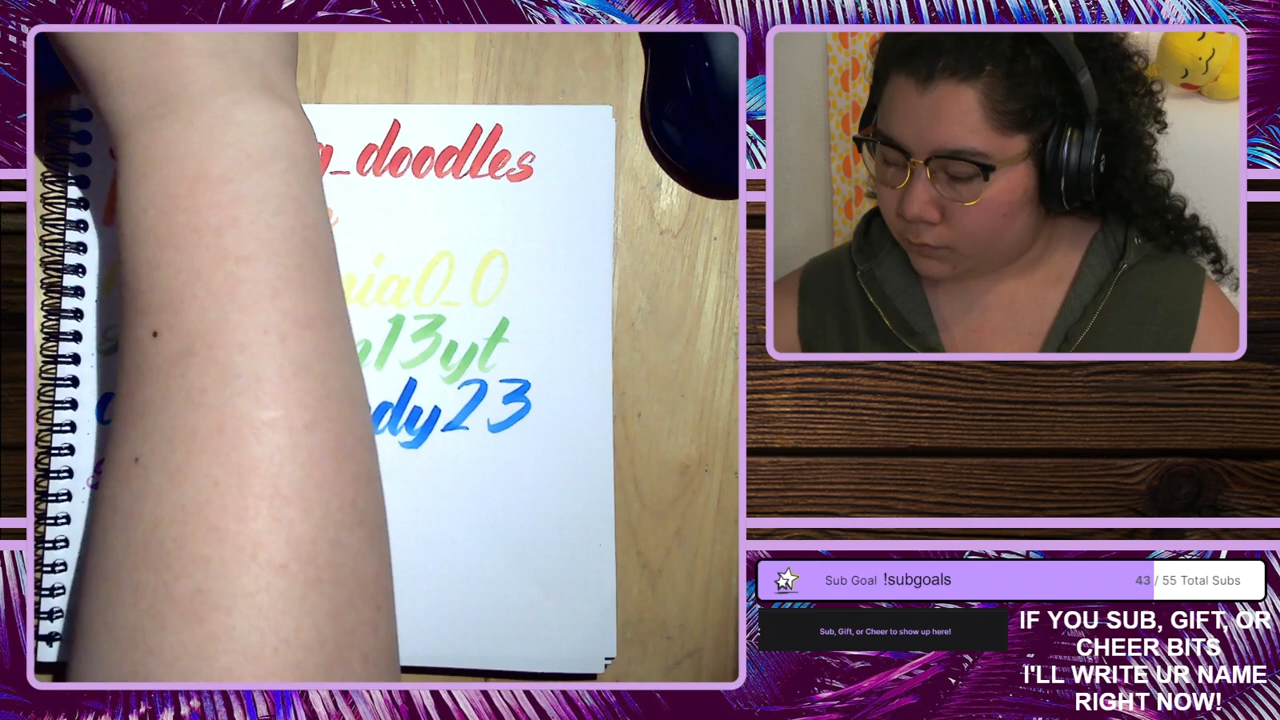 _doodles
nia0_0
13yt
dy23
Sub Goal !subgoals 43 / 55 Total Subs
Sub, Gift, or Cheer to show up here!
IF YOU SUB, GIFT, OR
CHEER BITS
I'LL WRITE UR NAME
RIGHT NOW!